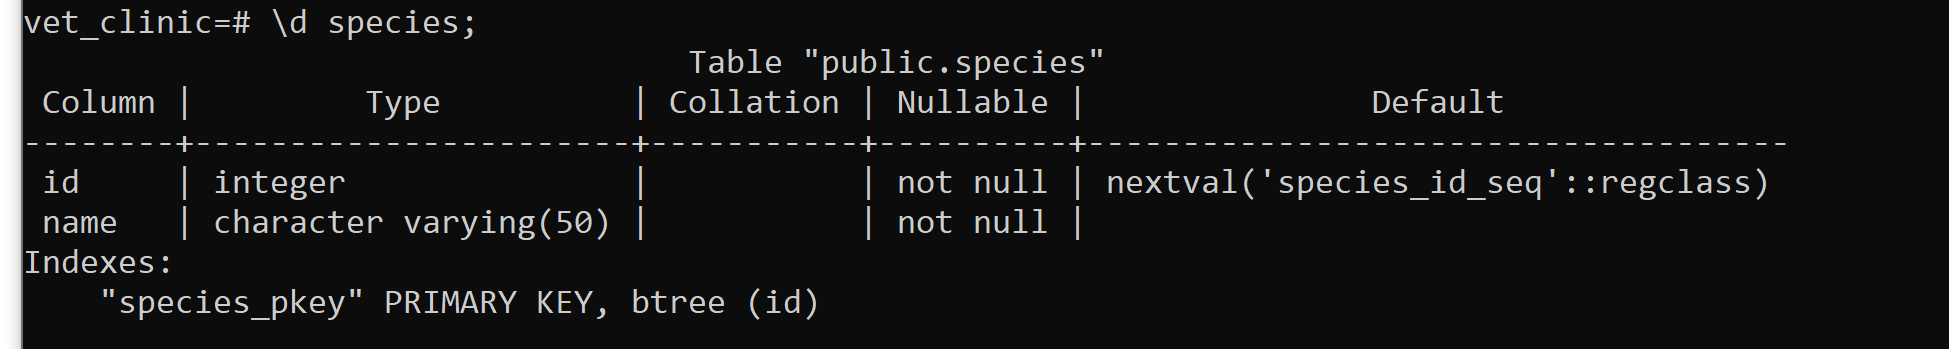 vet_clinic=# \d species;
                                   Table "public.species"
 Column |         Type          | Collation | Nullable |               Default
--------+-----------------------+-----------+----------+-------------------------------------
 id     | integer               |           | not null | nextval('species_id_seq'::regclass)
 name   | character varying(50) |           | not null |
Indexes:
    "species_pkey" PRIMARY KEY, btree (id)